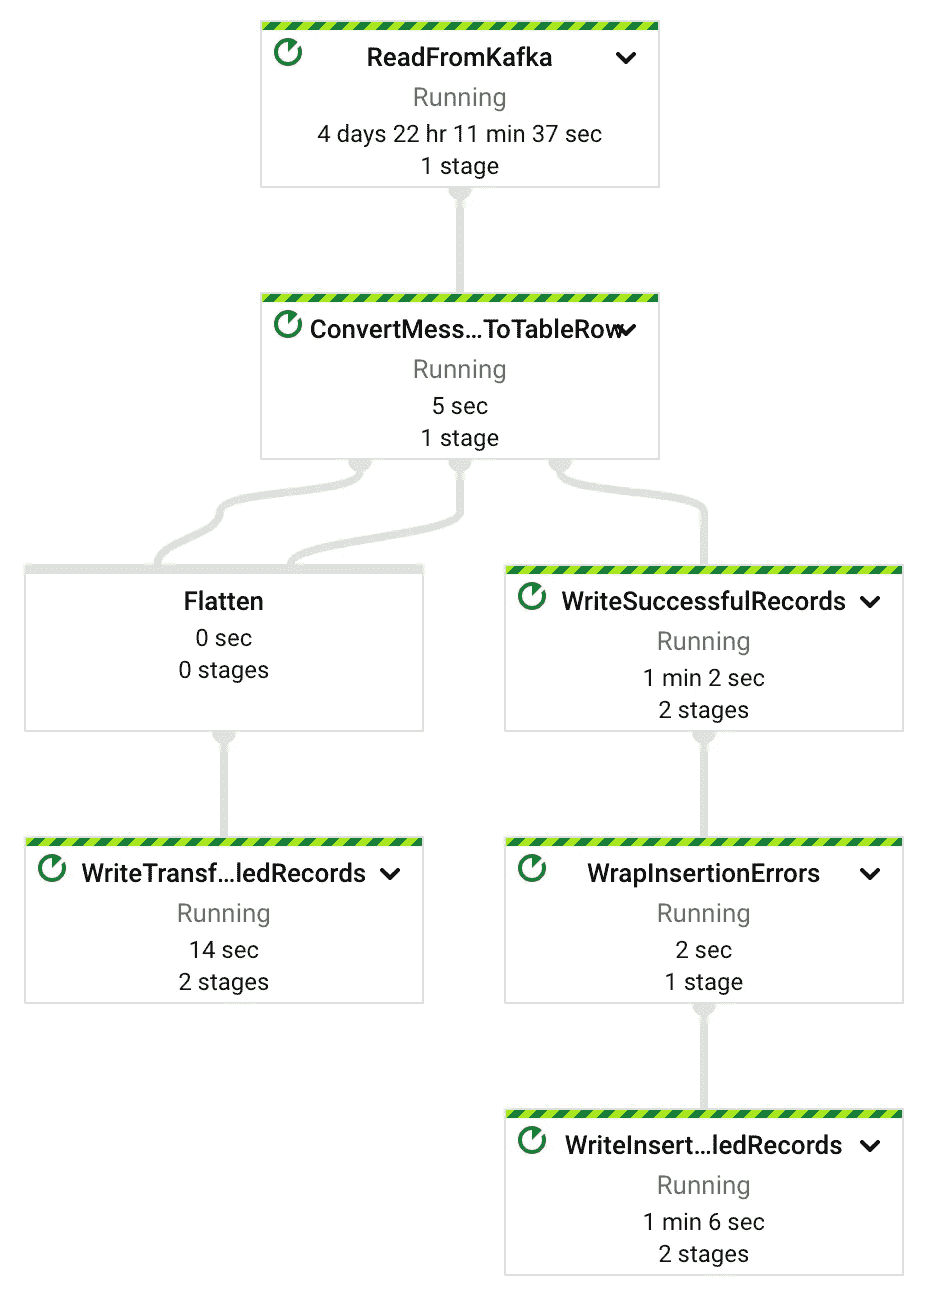 ReadFromKafka
Running
4 days 22 hr 11 min 37 sec
1 stage
ConvertMess...ToTableRow
Running
5 sec
1 stage
Flatten
0 sec
0 stages
WriteSuccessfulRecords
Running
1 min 2 sec
2 stages
WriteTransf...ledRecords
Running
14 sec
2 stages
WrapInsertionErrors
Running
2 sec
1 stage
WriteInsert...ledRecords
Running
1 min 6 sec
2 stages